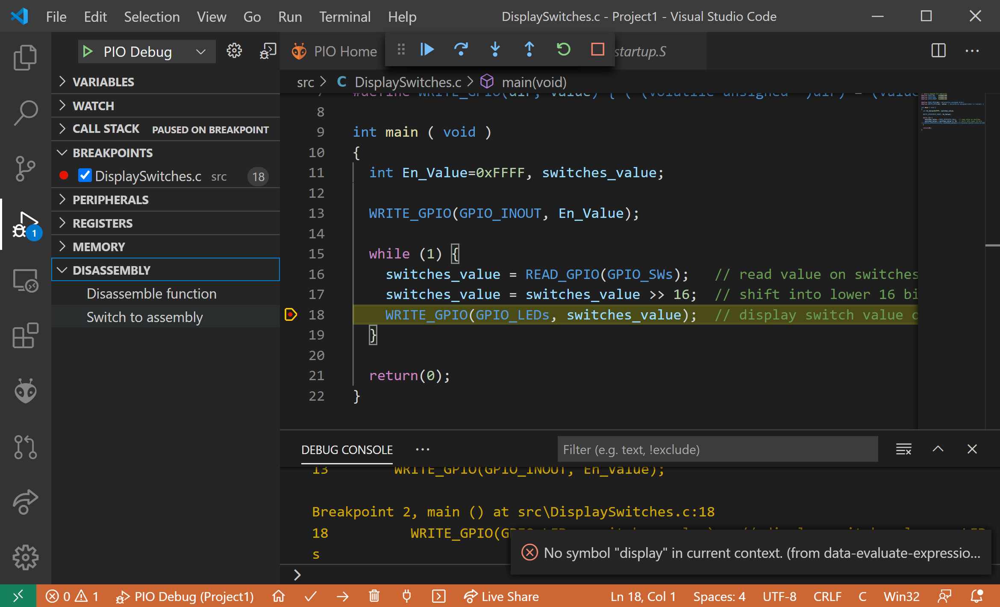 File Edit Selection View Go Run Terminal Help DisplaySwitches.c - Project1 - Visual Studio Code
PIO Debug
PIO Home
startup.S
VARIABLES
WATCH
CALL STACK PAUSED ON BREAKPOINT
BREAKPOINTS
DisplaySwitches.c src 18
PERIPHERALS
REGISTERS
MEMORY
DISASSEMBLY
Disassemble function
Switch to assembly
1
src > C DisplaySwitches.c > main(void)
8
9 int main ( void )
10 {
11 int En_Value=0xFFFF, switches_value;
12
13 WRITE_GPIO(GPIO_INOUT, En_Value);
14
15 while (1) {
16 switches_value = READ_GPIO(GPIO_SWs); // read value on switches
17 switches_value = switches_value >> 16; // shift into lower 16 bi
18 WRITE_GPIO(GPIO_LEDs, switches_value); // display switch value o
19 }
20
21 return(0);
22 }
DEBUG CONSOLE
Filter (e.g. text, !exclude)
13 WRITE_GPIO(GPIO_INOUT, En_Value);
Breakpoint 2, main () at src\DisplaySwitches.c:18
18 WRITE_GPIO(G
s
No symbol "display" in current context. (from data-evaluate-expressio...
>
0 1 PIO Debug (Project1) Live Share Ln 18, Col 1 Spaces: 4 UTF-8 CRLF C Win32